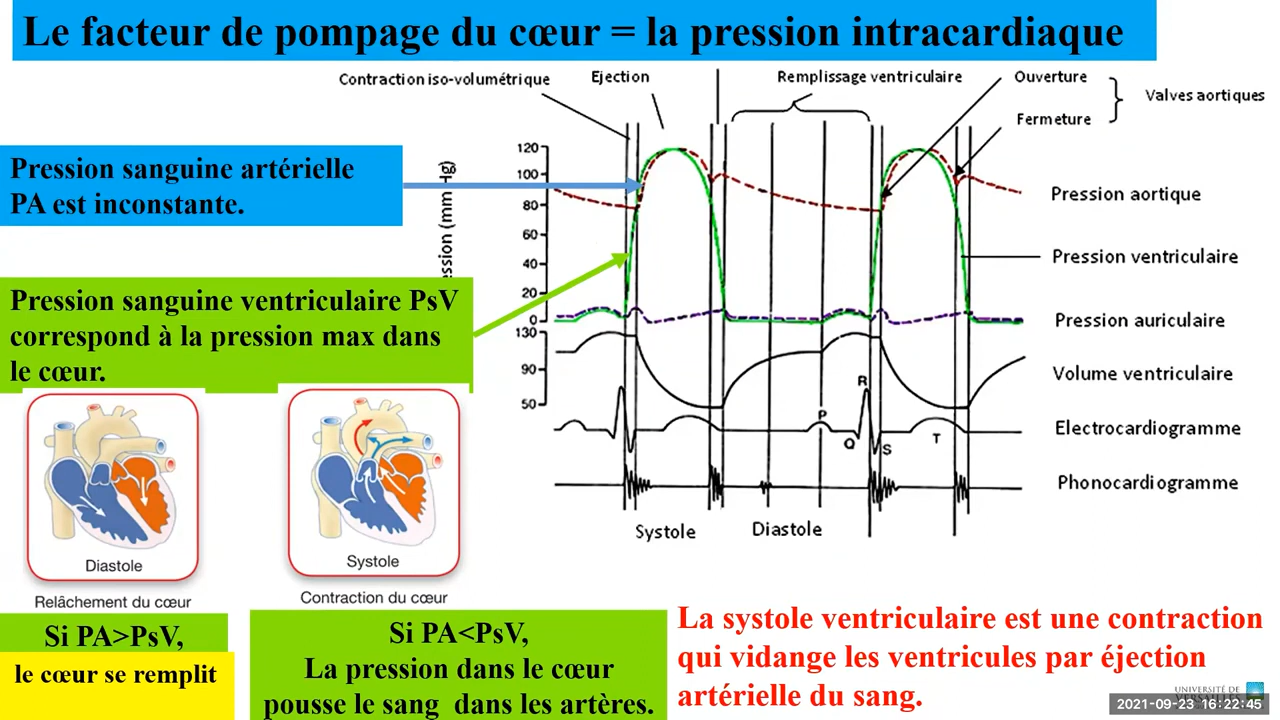 Le facteur de pompage du cœur = la pression intracardiaque
Contraction iso-volumétrique
Ejection
Remplissage ventriculaire
Ouverture
Fermeture
Valves aortiques
Pression sanguine artérielle
PA est inconstante.
Pression sanguine ventriculaire PsV
correspond à la pression max dans
le cœur.
120
100
80
60
40
20
0
130
90
50
Pression aortique
Pression ventriculaire
Pression auriculaire
Volume ventriculaire
Electrocardiogramme
Phonocardiogramme
P
Q
R
S
T
Systole
Diastole
Diastole
Relâchement du cœur
Systole
Contraction du cœur
Si PA>PsV,
le cœur se remplit
Si PA<PsV,
La pression dans le cœur
pousse le sang dans les artères.
La systole ventriculaire est une contraction
qui vidange les ventricules par éjection
artérielle du sang.
UNIVERSITÉ DE
2021-09-23 16:22:45